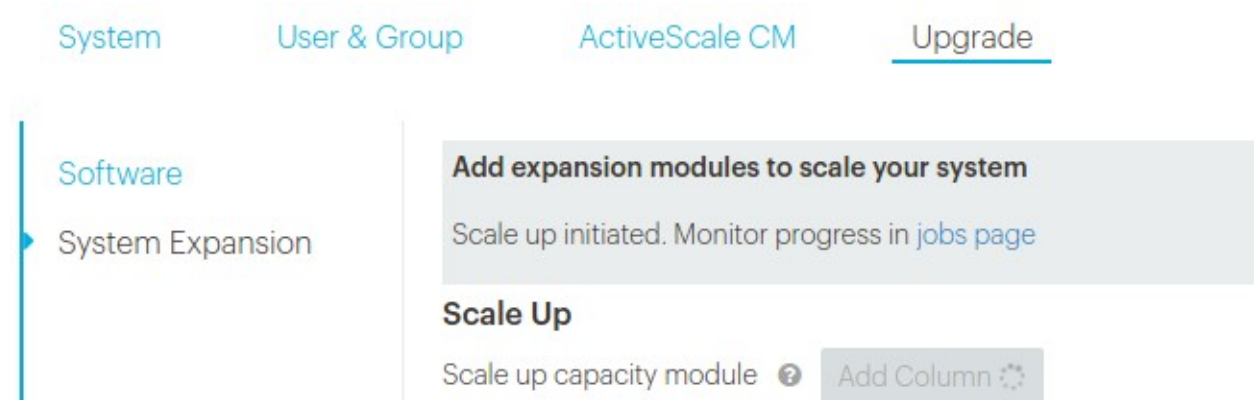 System User & Group ActiveScale CM Upgrade
Software
System Expansion
Add expansion modules to scale your system
Scale up initiated. Monitor progress in jobs page
Scale Up
Scale up capacity module Add Column